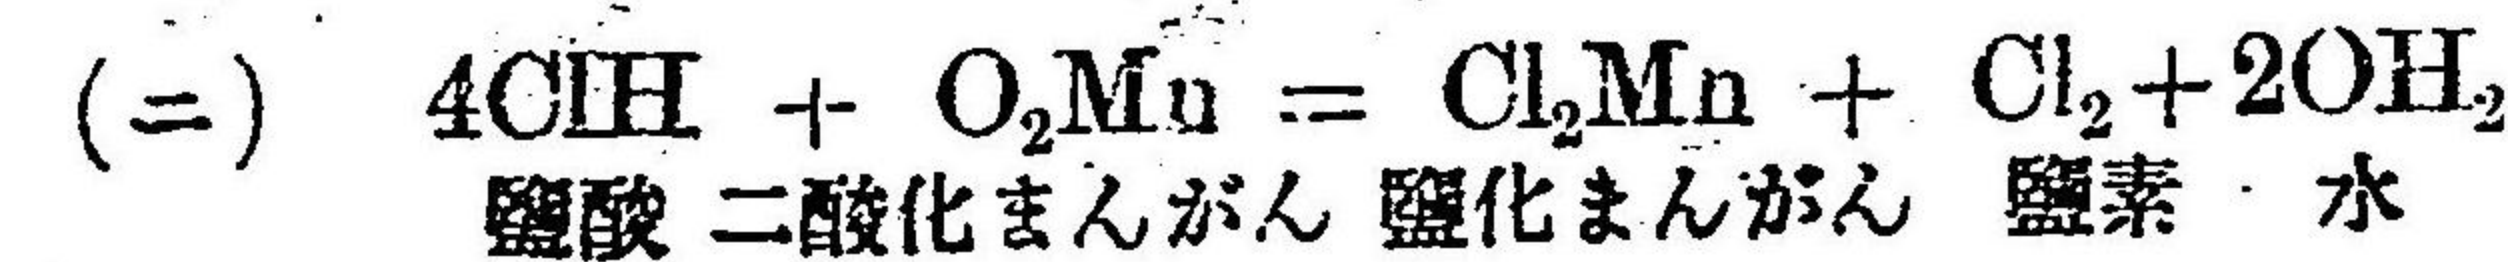 (二) 4ClH + O₂Mn = Cl₂Mn + Cl₂+2OH₂
鹽酸 二酸化まんがん 鹽化まんがん 鹽素 水